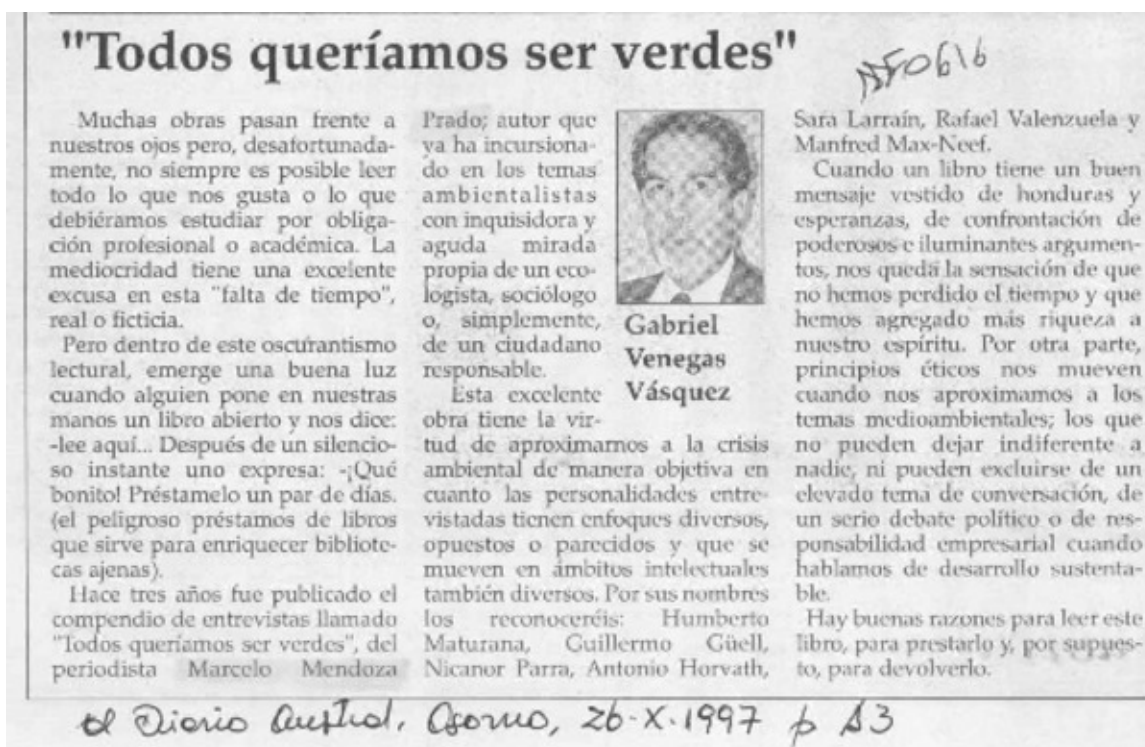 "Todos queríamos ser verdes"
AFO616
Muchas obras pasan frente a
nuestros ojos pero, desafortunada-
mente, no siempre es posible leer
todo lo que nos gusta o lo que
debiéramos estudiar por obliga-
ción profesional o académica. La
mediocridad tiene una excelente
excusa en esta "falta de tiempo",
real o ficticia.
Pero dentro de este oscurantismo
lectural, emerge una buena luz
cuando alguien pone en nuestras
manos un libro abierto y nos dice:
-lee aquí... Después de un silencio-
so instante uno expresa: -¡Qué
bonito! Préstamelo un par de días.
(el peligroso préstamos de libros
que sirve para enriquecer bibliote-
cas ajenas).
Hace tres años fue publicado el
compendio de entrevistas llamado
"Todos queríamos ser verdes", del
periodista Marcelo Mendoza
Prado; autor que
ya ha incursiona-
do en los temas
ambientalistas
con inquisidora y
aguda mirada
propia de un eco-
logista, sociólogo
o, simplemente,
de un ciudadano
responsable.
Esta excelente
obra tiene la vir-
tud de aproximarnos a la crisis
ambiental de manera objetiva en
cuanto las personalidades entre-
vistadas tienen enfoques diversos,
opuestos o parecidos y que se
mueven en ámbitos intelectuales
también diversos. Por sus nombres
los reconoceréis: Humberto
Maturana, Guillermo Güell,
Nicanor Parra, Antonio Horvath,
Gabriel
Venegas
Vásquez
Sara Larraín, Rafael Valenzuela y
Manfred Max-Neef.
Cuando un libro tiene un buen
mensaje vestido de honduras y
esperanzas, de confrontación de
poderosos e iluminantes argumen-
tos, nos queda la sensación de que
no hemos perdido el tiempo y que
hemos agregado más riqueza a
nuestro espíritu. Por otra parte,
principios éticos nos mueven
cuando nos aproximamos a los
temas medioambientales; los que
no pueden dejar indiferente a
nadie, ni pueden excluirse de un
elevado tema de conversación, de
un serio debate político o de res-
ponsabilidad empresarial cuando
hablamos de desarrollo sustenta-
ble.
Hay buenas razones para leer este
libro, para prestarlo y, por supues-
to, para devolverlo.
el Diario Austral, Osorno, 26-X-1997 p A3